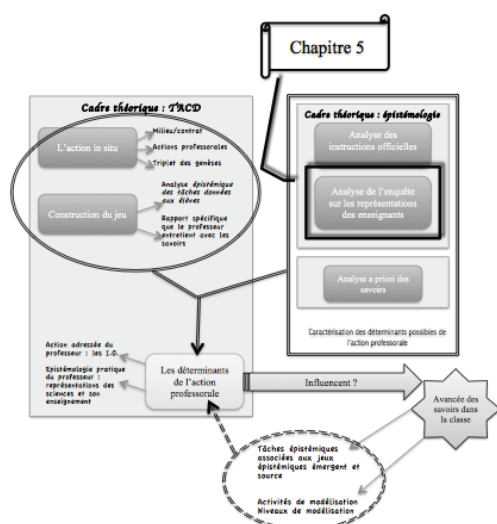 Chapitre 5
Cadre théorique : TACD
L'action in situ
Milieu/contrat
Actions professorales
Triplet des genèses
Construction du jeu
Analyse épistémique
des tâches données
aux élèves
Rapport spécifique
que le professeur
entretient avec les
savoirs
Cadre théorique : épistémologie
Analyse des
instructions officielles
Analyse de l'enquête
sur les représentations
des enseignants
Analyse a priori des
savoirs
Caractérisation des déterminants possibles de
l'action professorale
Action adressée du
professeur : les I.O.
Epistémologie pratique
du professeur :
représentations des
sciences et son
enseignement
Les déterminants
de l'action
professorale
Influencent ?
Avancée des
savoirs dans
la classe
Tâches épistémiques
associées aux jeux
épistémiques émergent et
source
Activités de modélisation
Niveaux de modélisation